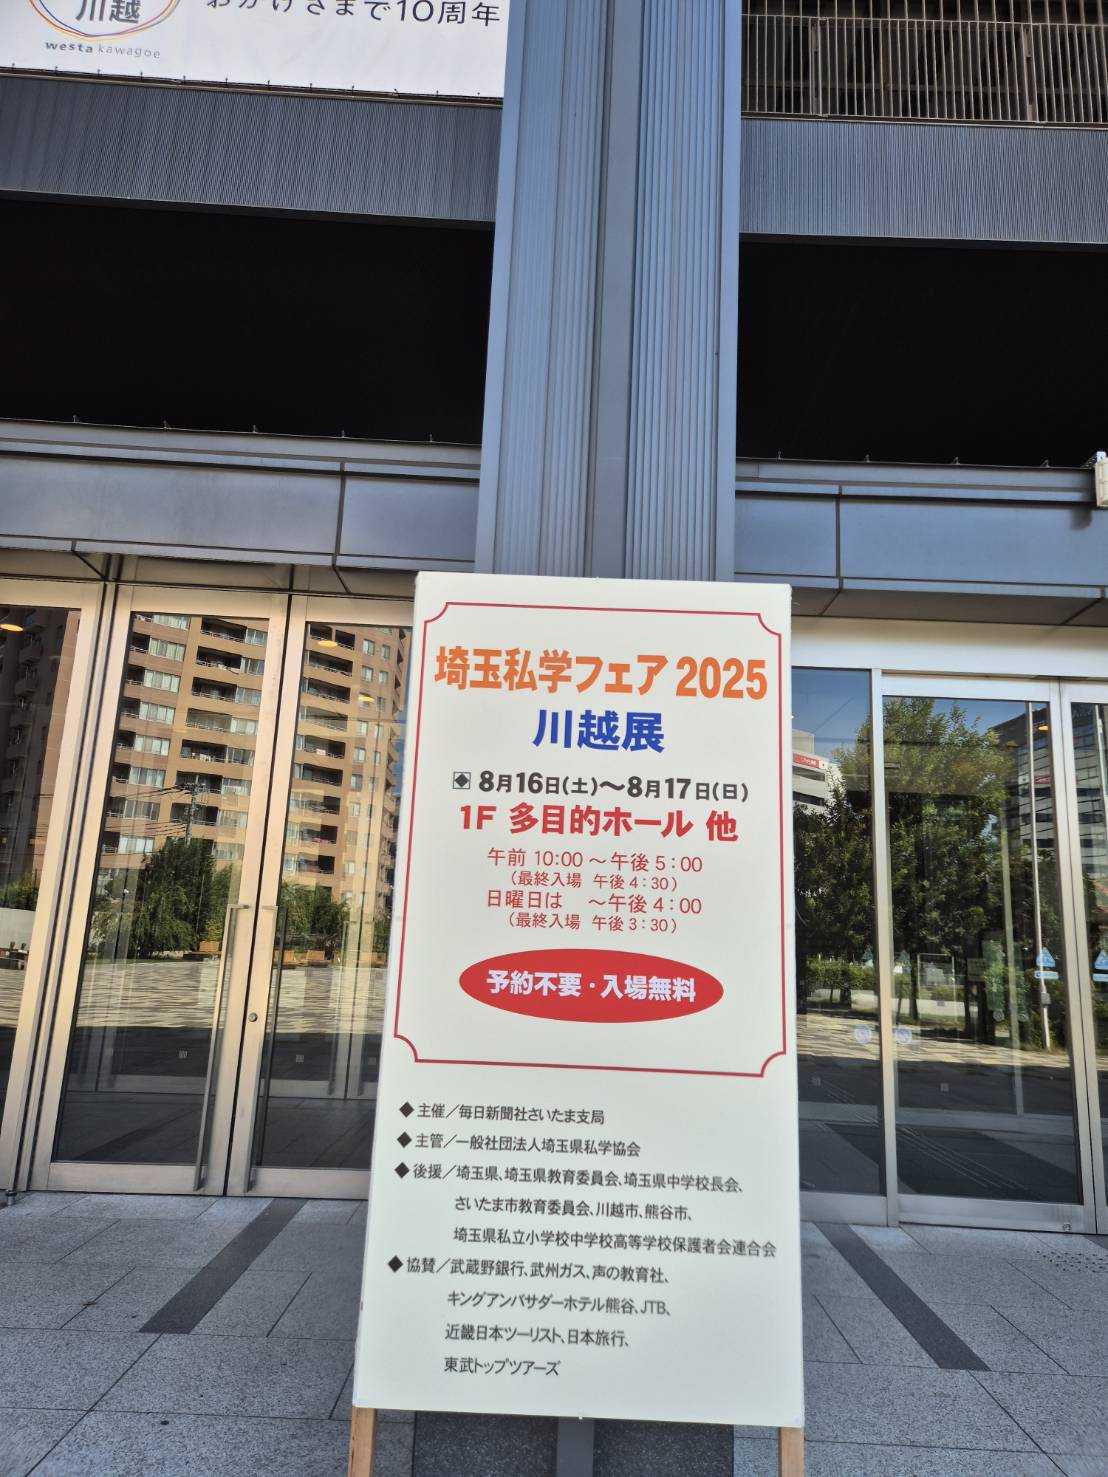 川越
westa kawagoe
おかげさまで10周年
埼玉私学フェア2025
川越展
◆ 8月16日(土)～8月17日(日)
1F 多目的ホール 他
午前 10:00 ～午後 5:00
(最終入場 午後 4:30)
日曜日は ～午後 4:00
(最終入場 午後 3:30)
予約不要・入場無料
◆主催／毎日新聞社さいたま支局
◆主管／一般社団法人埼玉県私学協会
◆後援／埼玉県、埼玉県教育委員会、埼玉県中学校長会、
さいたま市教育委員会、川越市、熊谷市、
埼玉県私立小学校中学校高等学校保護者会連合会
◆協賛／武蔵野銀行、武州ガス、声の教育社、
キングアンバサダーホテル熊谷、JTB、
近畿日本ツーリスト、日本旅行、
東武トップツアーズ